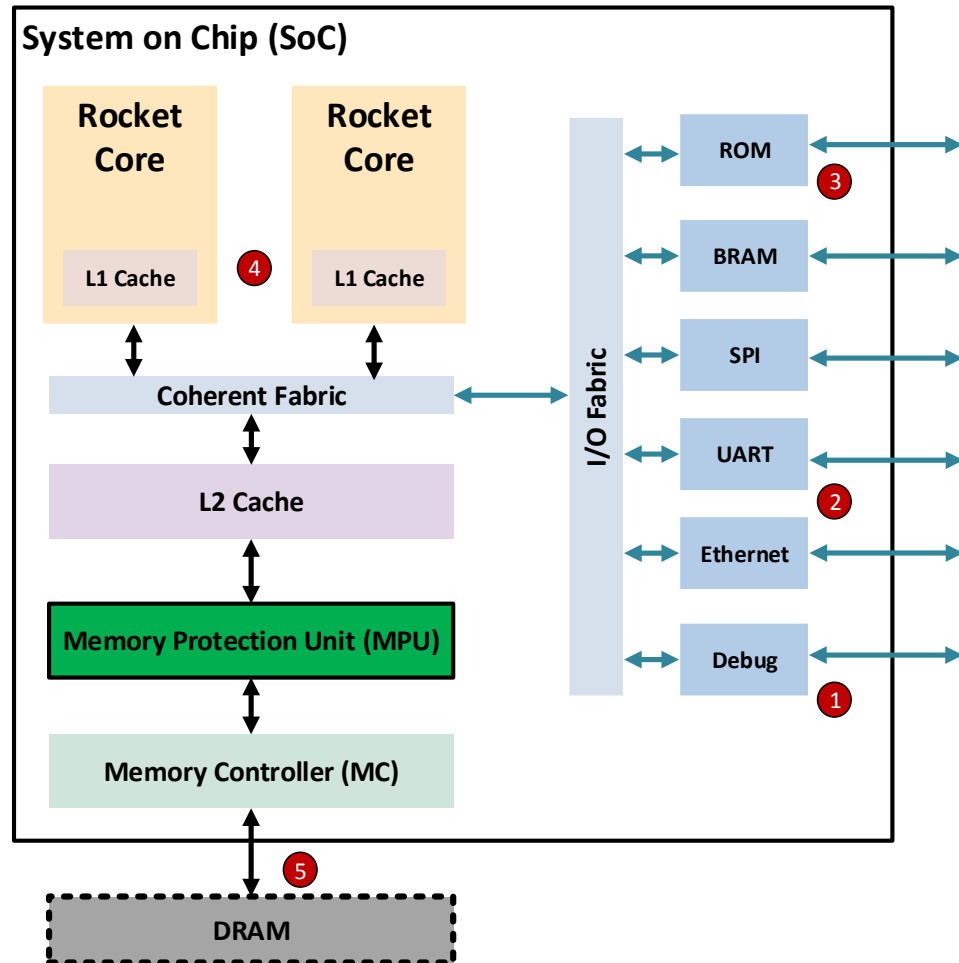 System on Chip (SoC)
Rocket
Core
L1 Cache
Rocket
Core
L1 Cache
4
Coherent Fabric
L2 Cache
Memory Protection Unit (MPU)
Memory Controller (MC)
5
DRAM
I/O Fabric
ROM
3
BRAM
SPI
UART
2
Ethernet
Debug
1